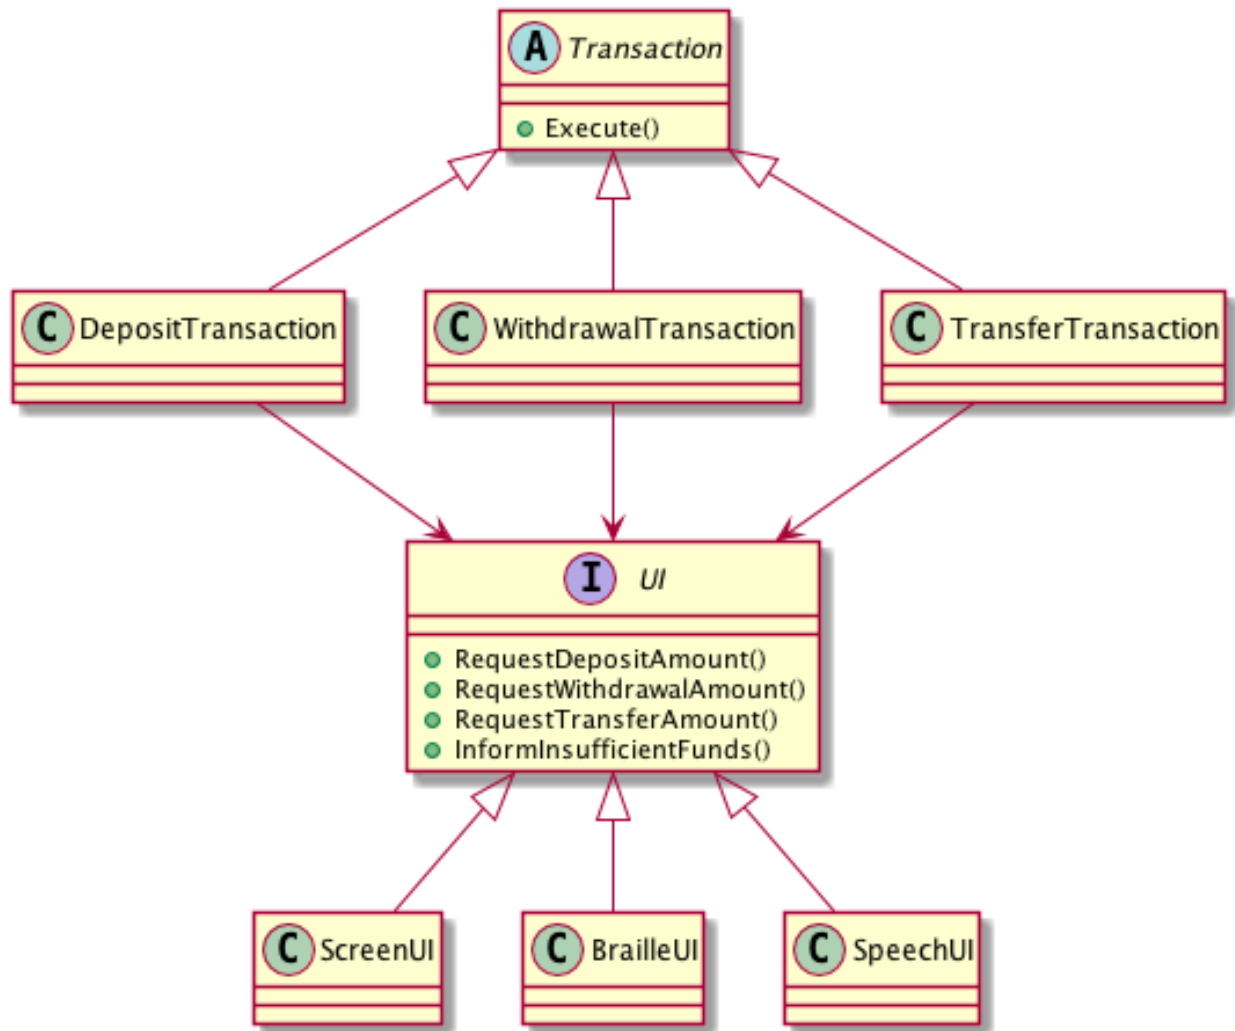 A Transaction
Execute()
C DepositTransaction
C WithdrawalTransaction
C TransferTransaction
I UI
RequestDepositAmount()
RequestWithdrawalAmount()
RequestTransferAmount()
InformInsufficientFunds()
C ScreenUI
C BrailleUI
C SpeechUI